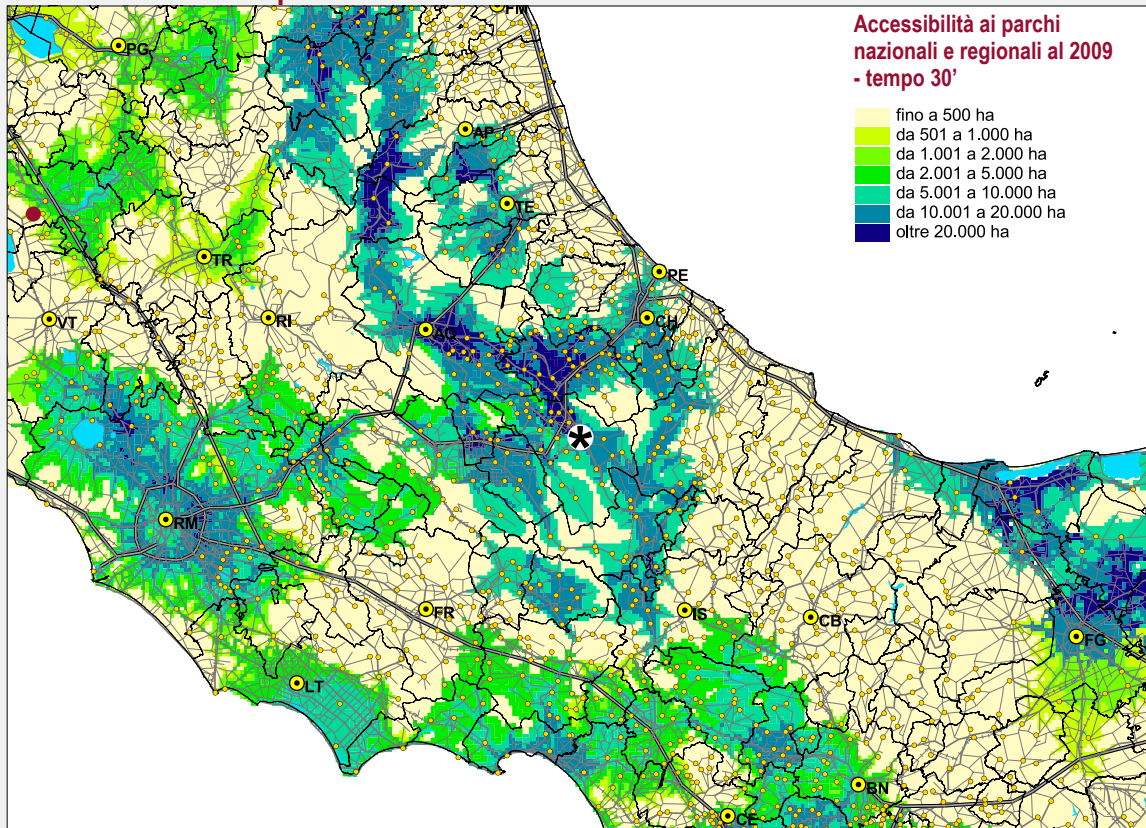 Accessibilità ai parchi
nazionali e regionali al 2009
- tempo 30'
fino a 500 ha
da 501 a 1.000 ha
da 1.001 a 2.000 ha
da 2.001 a 5.000 ha
da 5.001 a 10.000 ha
da 10.001 a 20.000 ha
oltre 20.000 ha
FM
PG
AP
TE
TR
PE
VT
RI
AQ
CH
*
RM
FR
IS
CB
FG
LT
BN
CE